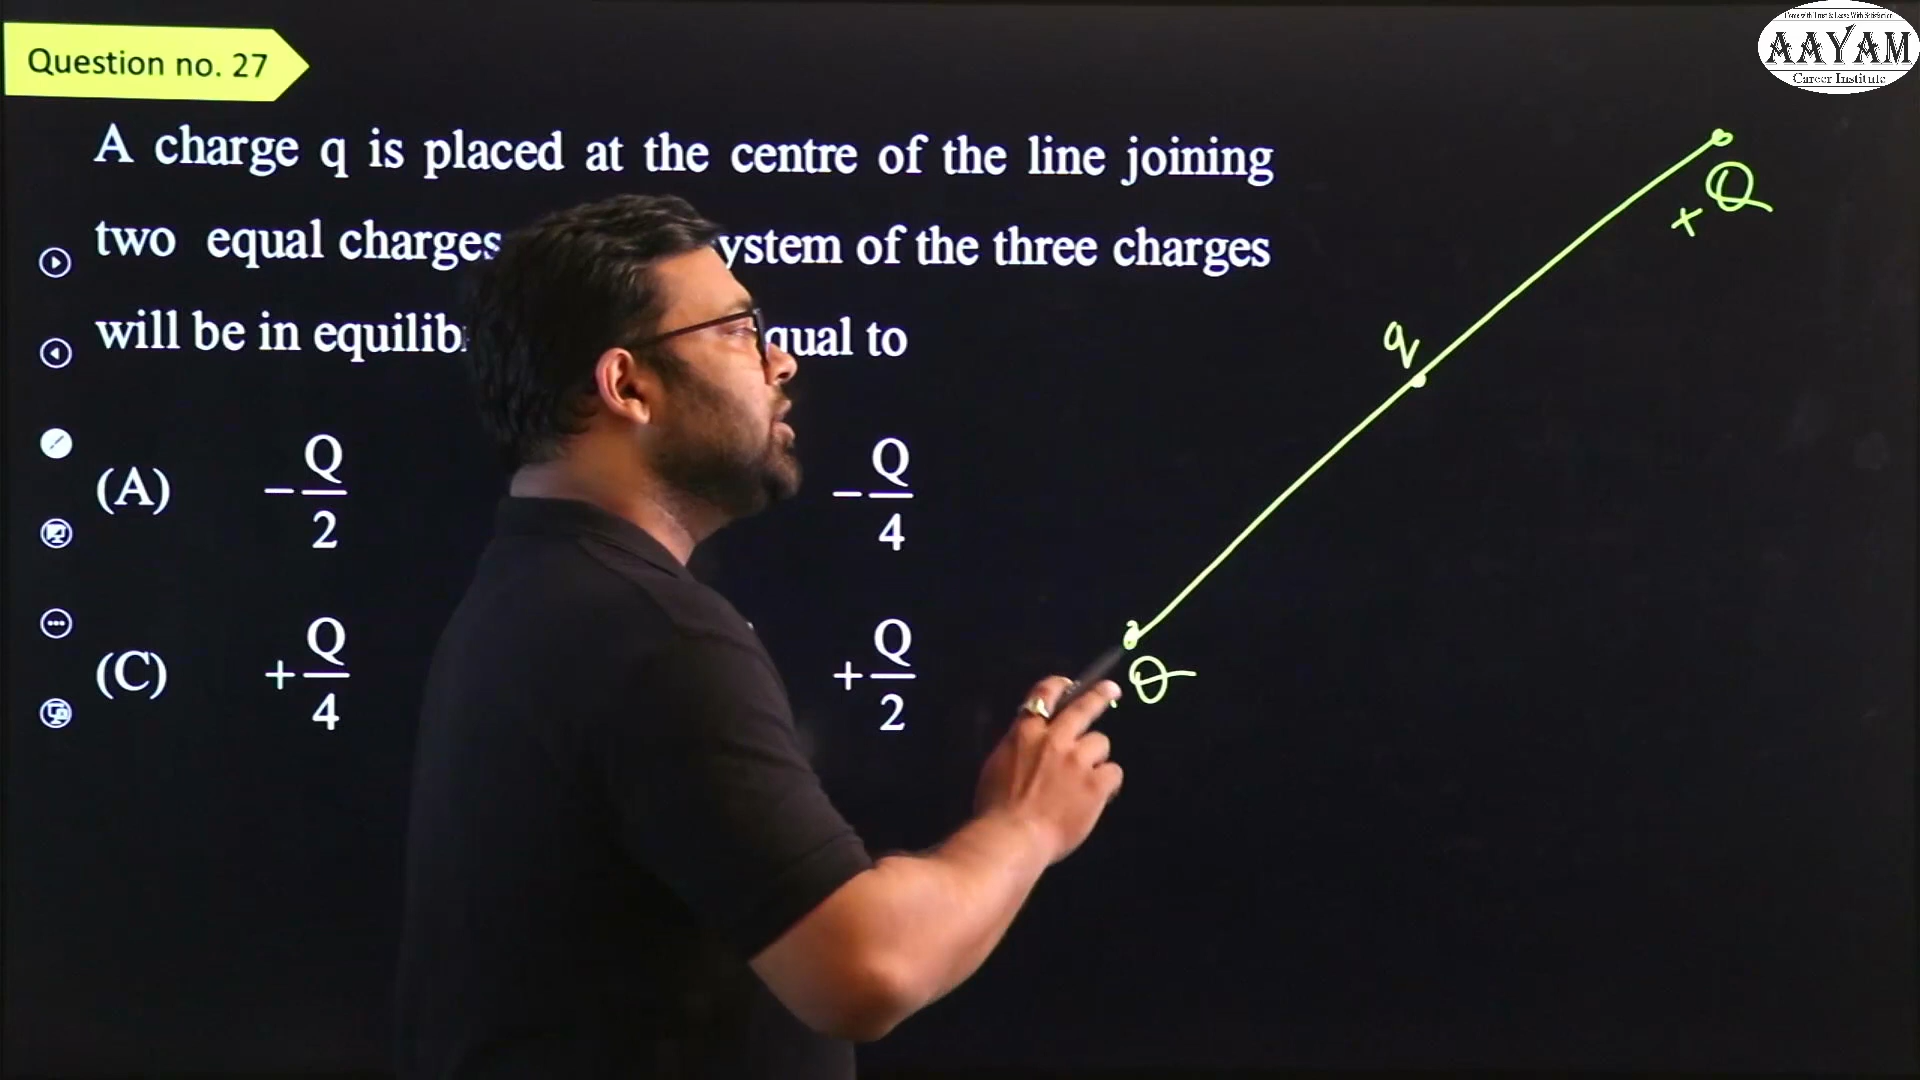 Question no. 27
AAYAM
Career Institute
A charge q is placed at the centre of the line joining
two equal charges ystem of the three charges
will be in equilib qual to
(A) -Q/2 -Q/4
(C) +Q/4 +Q/2
+Q
q
Q